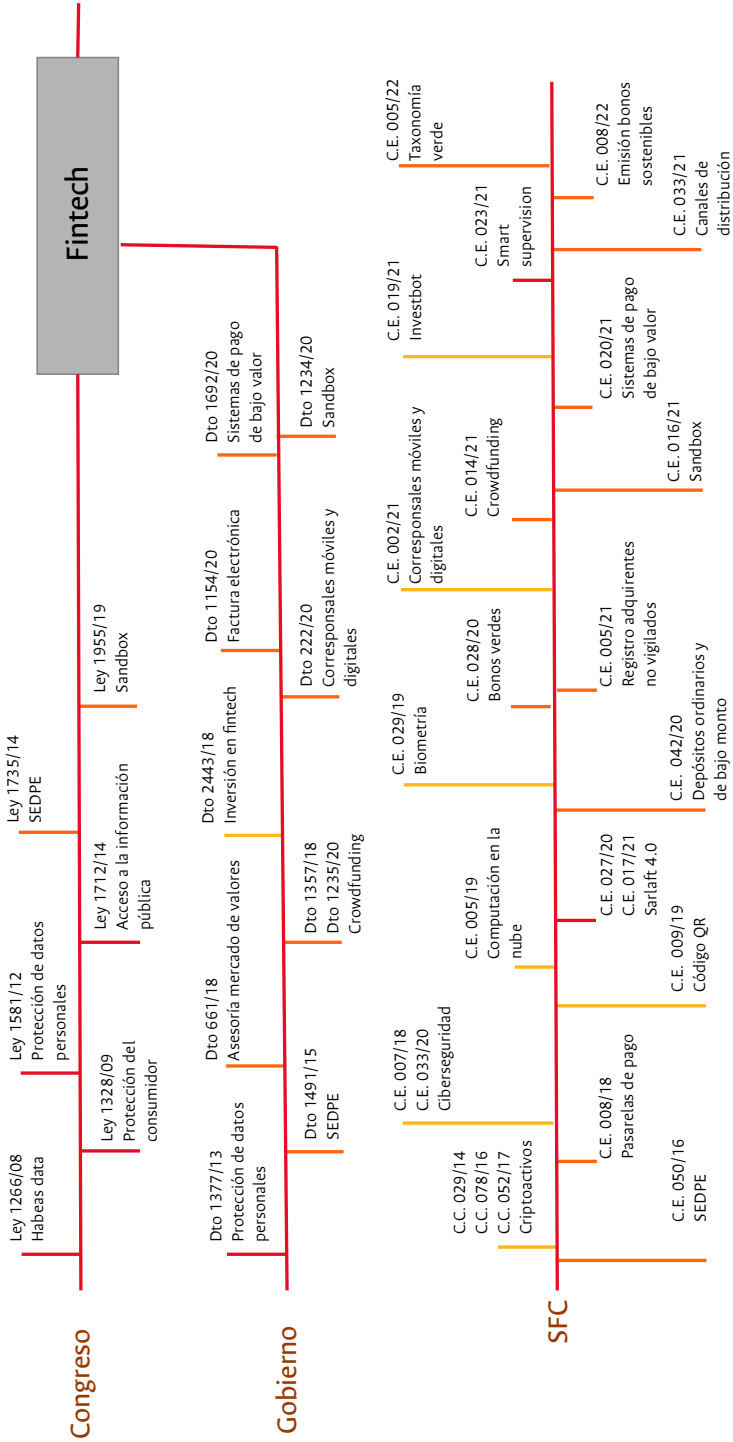 Fintech
Congreso
Ley 1266/08
Habeas data
Ley 1328/09
Protección del
consumidor
Ley 1581/12
Protección de datos
personales
Ley 1712/14
Acceso a la información
pública
Ley 1735/14
SEDPE
Ley 1955/19
Sandbox
Gobierno
Dto 1377/13
Protección de datos
personales
Dto 1491/15
SEDPE
Dto 661/18
Asesoría mercado de valores
Dto 1357/18
Dto 1235/20
Crowdfunding
Dto 2443/18
Inversión en fintech
Dto 222/20
Corresponsales móviles y
digitales
Dto 1154/20
Factura electrónica
Dto 1692/20
Sistemas de pago
de bajo valor
Dto 1234/20
Sandbox
SFC
C.C. 029/14
C.C. 078/16
C.C. 052/17
Criptoactivos
C.E. 050/16
SEDPE
C.E. 007/18
C.E. 033/20
Ciberseguridad
C.E. 008/18
Pasarelas de pago
C.E. 005/19
Computación en la
nube
C.E. 009/19
Código QR
C.E. 027/20
C.E. 017/21
Sarlaft 4.0
C.E. 029/19
Biometría
C.E. 042/20
Depósitos ordinarios y
de bajo monto
C.E. 028/20
Bonos verdes
C.E. 005/21
Registro adquirentes
no vigilados
C.E. 002/21
Corresponsales móviles y
digitales
C.E. 014/21
Crowdfunding
C.E. 016/21
Sandbox
C.E. 019/21
Investbot
C.E. 020/21
Sistemas de pago
de bajo valor
C.E. 023/21
Smart
supervision
C.E. 033/21
Canales de
distribución
C.E. 005/22
Taxonomía
verde
C.E. 008/22
Emisión bonos
sostenibles